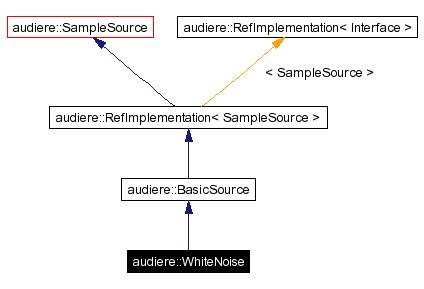 audiere::SampleSource
audiere::RefImplementation< Interface >
< SampleSource >
audiere::RefImplementation< SampleSource >
audiere::BasicSource
audiere::WhiteNoise